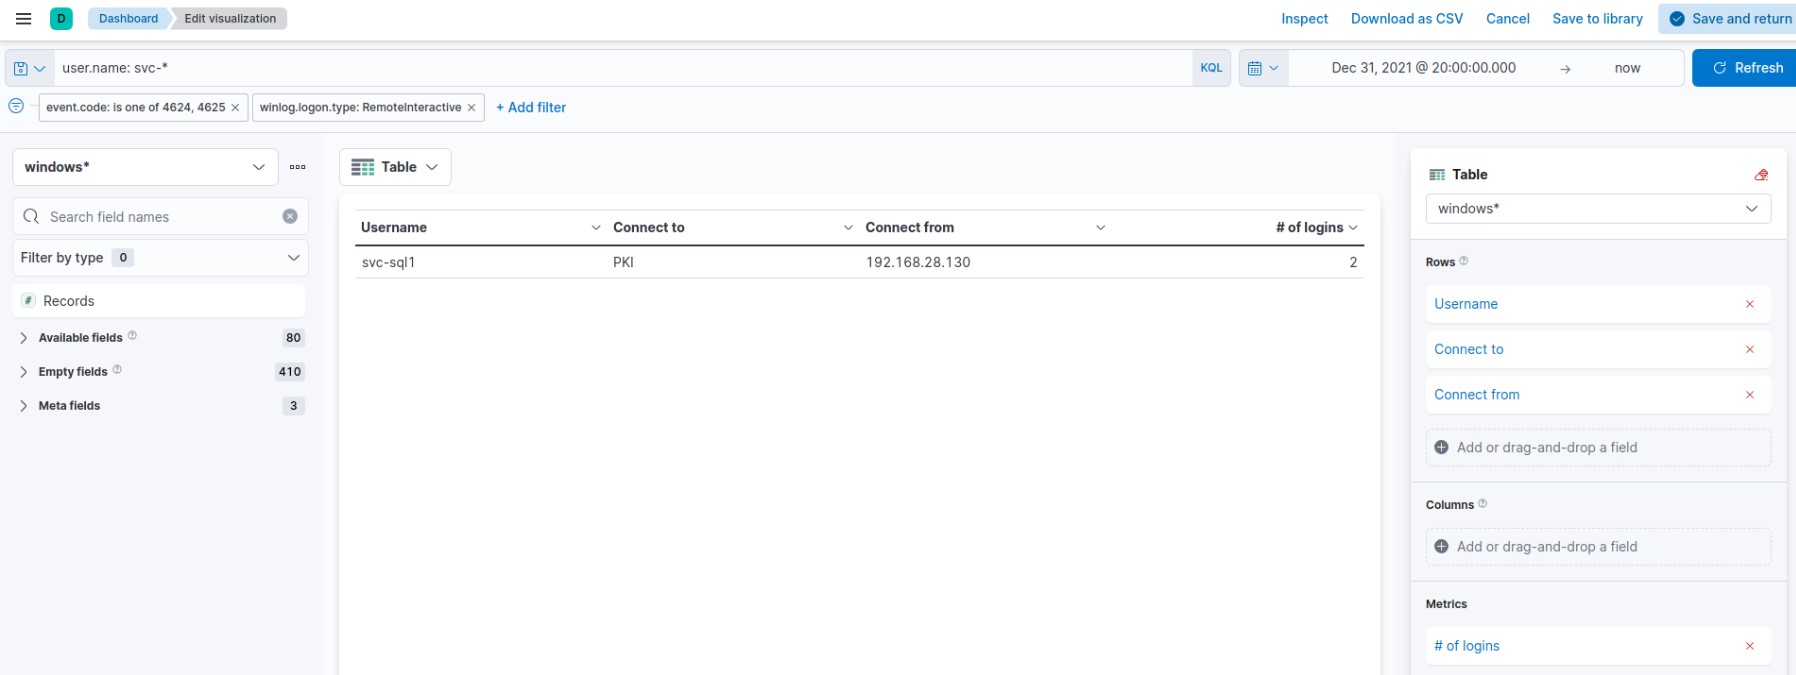 D Dashboard Edit visualization Inspect Download as CSV Cancel Save to library Save and return
user.name: svc-* KQL Dec 31, 2021 @ 20:00:00.000 → now Refresh
event.code: is one of 4624, 4625 × winlog.logon.type: RemoteInteractive × + Add filter
windows*
Search field names
Filter by type 0
# Records
Available fields 80
Empty fields 410
Meta fields 3
Table
Username Connect to Connect from # of logins
svc-sql1 PKI 192.168.28.130 2
Table
windows*
Rows
Username
Connect to
Connect from
Add or drag-and-drop a field
Columns
Add or drag-and-drop a field
Metrics
# of logins